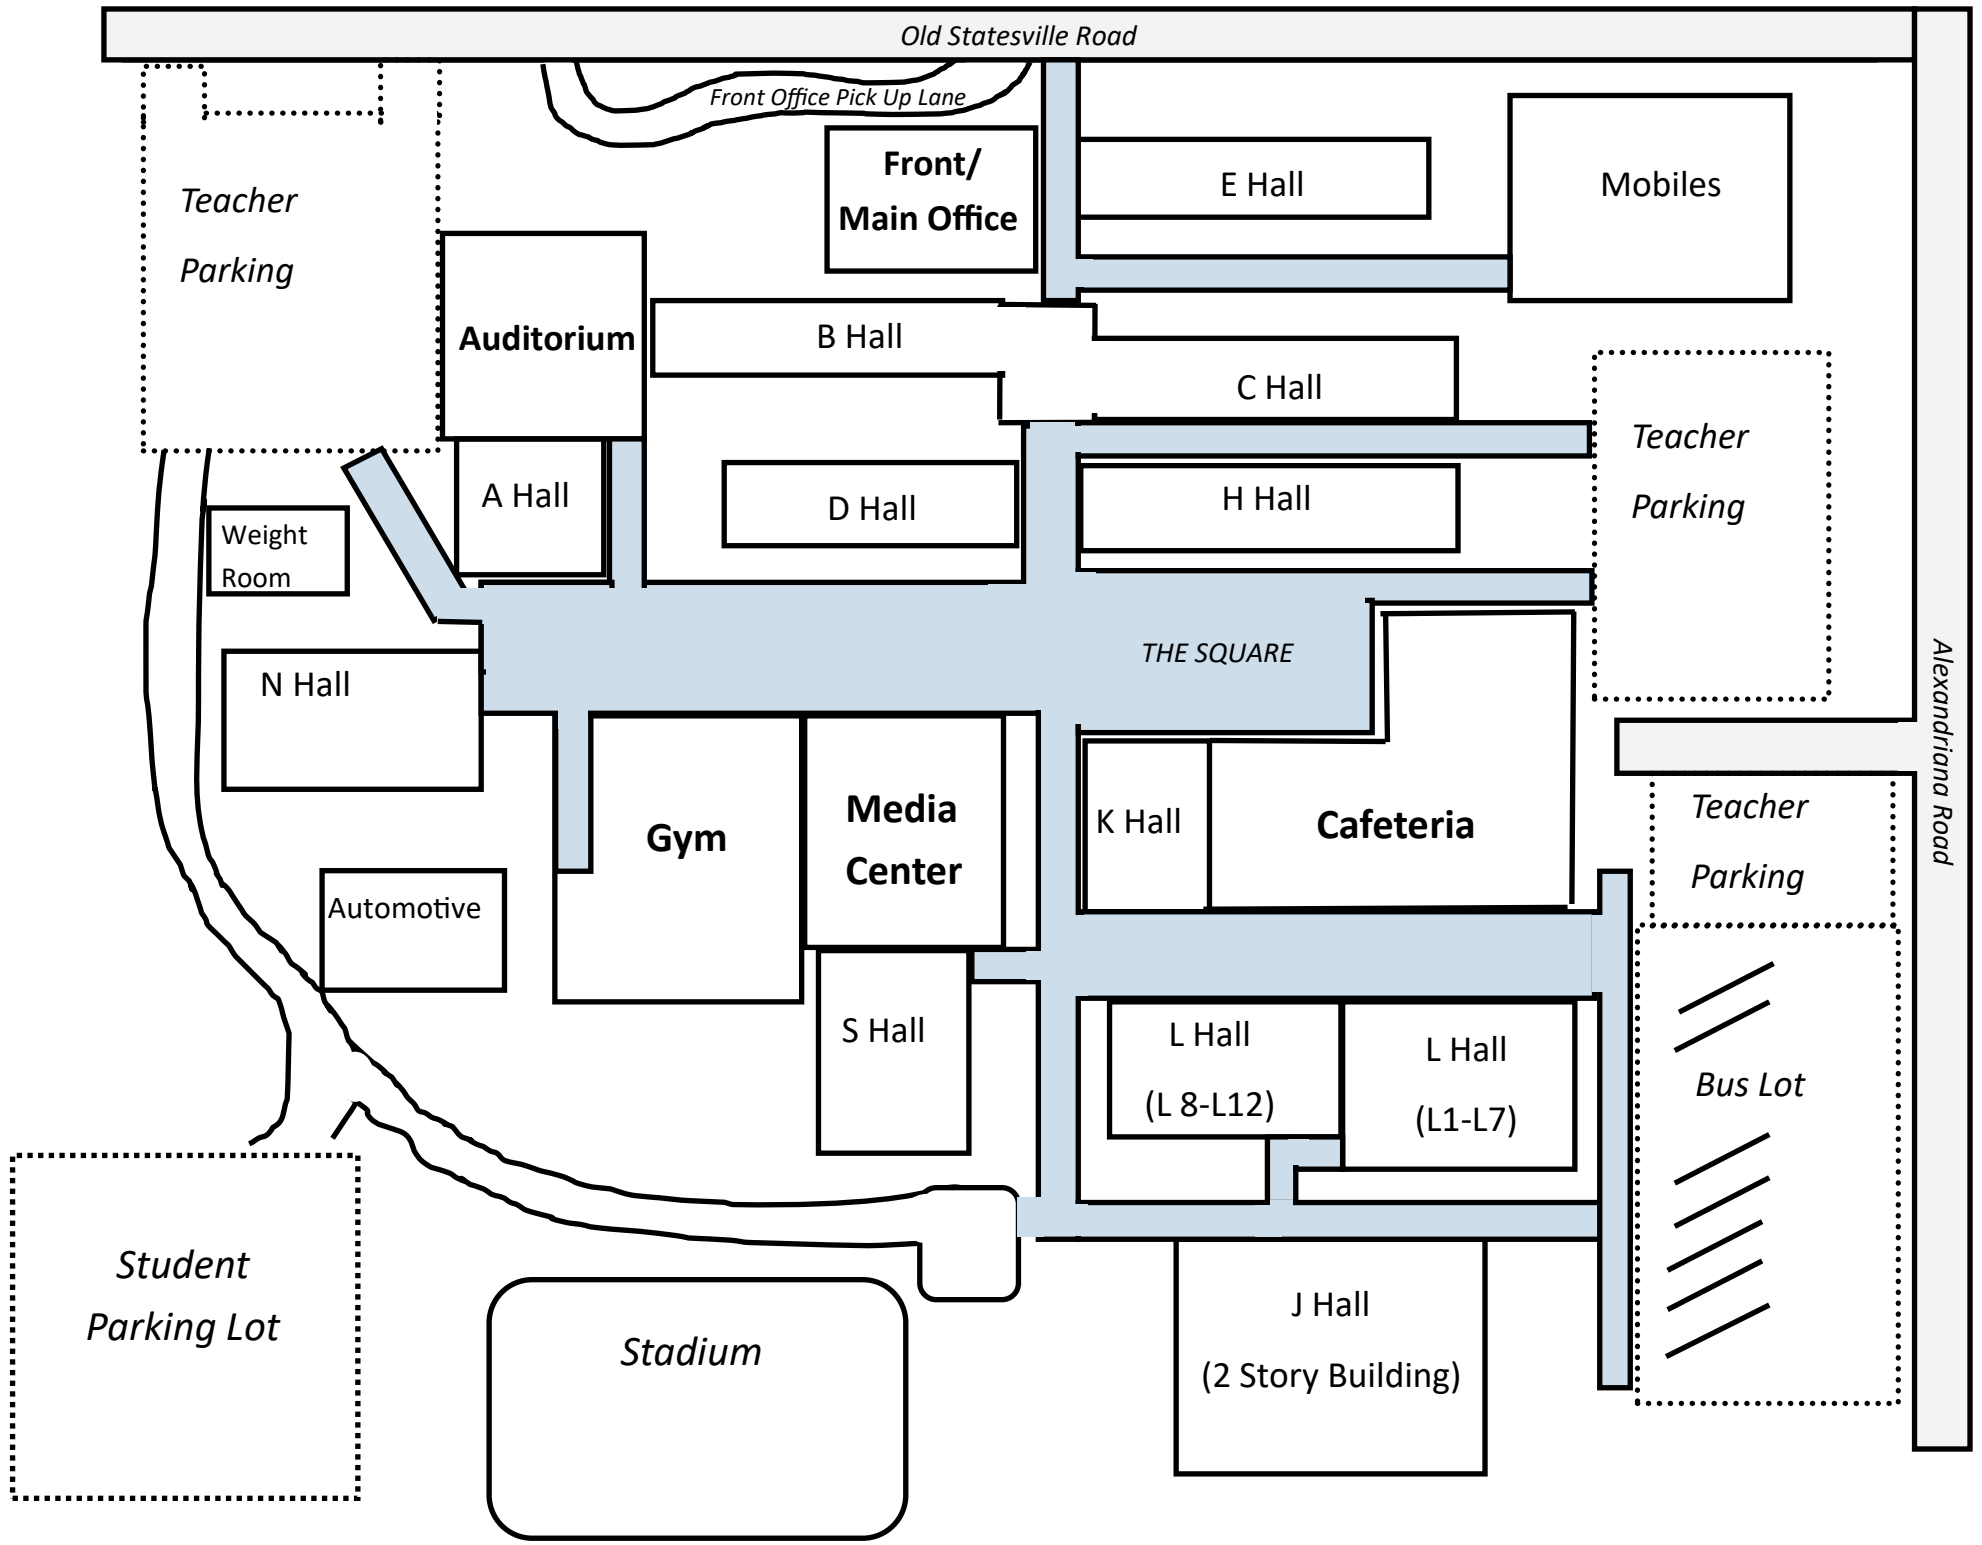 Old Statesville Road
Front Office Pick Up Lane
Front/
Main Office
E Hall
Mobiles
Teacher
Parking
Auditorium
B Hall
C Hall
Teacher
Parking
A Hall
D Hall
H Hall
Weight
Room
THE SQUARE
N Hall
Alexandriana Road
Gym
Media
Center
K Hall
Cafeteria
Teacher
Parking
Automotive
S Hall
L Hall
(L 8-L12)
L Hall
(L1-L7)
Bus Lot
Student
Parking Lot
Stadium
J Hall
(2 Story Building)